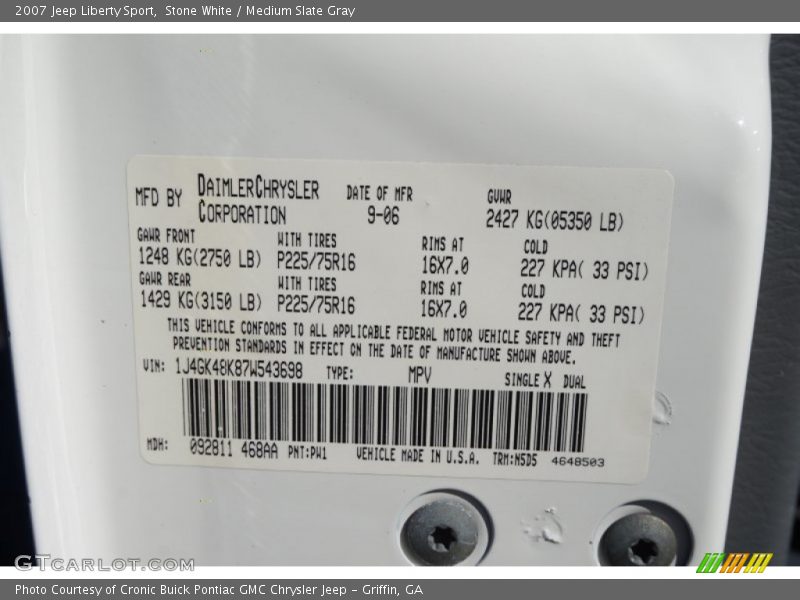 2007 Jeep Liberty Sport,  Stone White / Medium Slate Gray
MFD BY DAIMLERCHRYSLER CORPORATION DATE OF MFR 9-06 GVWR 2427 KG(05350 LB)
GAWR FRONT WITH TIRES RIMS AT COLD
1248 KG(2750 LB) P225/75R16 16X7.0 227 KPA( 33 PSI)
GAWR REAR WITH TIRES RIMS AT COLD
1429 KG(3150 LB) P225/75R16 16X7.0 227 KPA( 33 PSI)
THIS VEHICLE CONFORMS TO ALL APPLICABLE FEDERAL MOTOR VEHICLE SAFETY AND THEFT
PREVENTION STANDARDS IN EFFECT ON THE DATE OF MANUFACTURE SHOWN ABOVE.
VIN: 1J4GK48K87W543698 TYPE: MPV SINGLE X DUAL
MDH: 092811 468AA PNT:PW1 VEHICLE MADE IN U.S.A. TRM:N5D5 4648503
GTCarLot.com
Photo Courtesy of Cronic Buick Pontiac GMC Chrysler Jeep - Griffin, GA